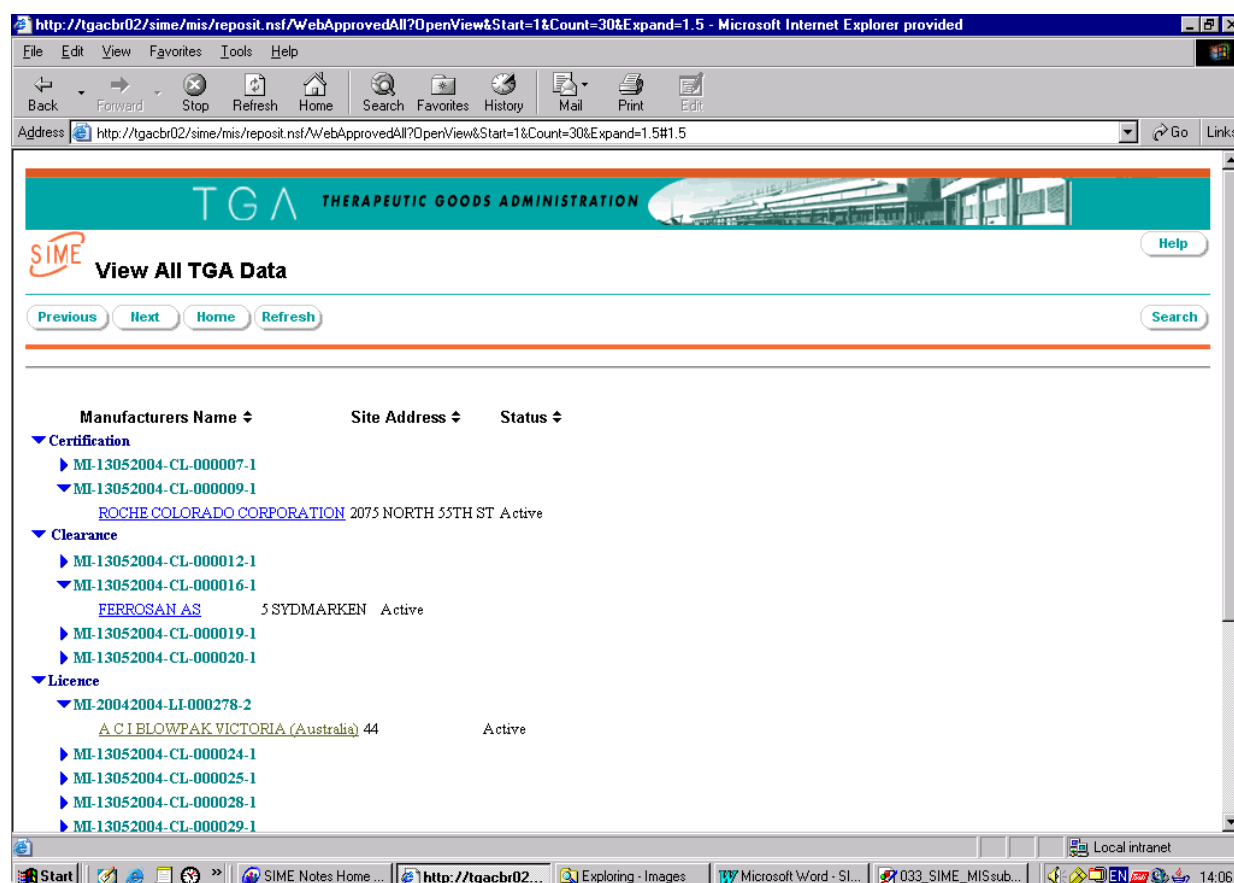 http://tgacbr02/sime/mis/reposit.nsf/WebApprovedAll?OpenView&Start=1&Count=30&Expand=1.5 - Microsoft Internet Explorer provided
File Edit View Favorites Tools Help
Back Forward Stop Refresh Home Search Favorites History Mail Print Edit
Address http://tgacbr02/sime/mis/reposit.nsf/WebApprovedAll?OpenView&Start=1&Count=30&Expand=1.5#1.5 Go Links
TGA THERAPEUTIC GOODS ADMINISTRATION
SIME View All TGA Data Help
Previous Next Home Refresh Search
Manufacturers Name Site Address Status
Certification
MI-13052004-CL-000007-1
MI-13052004-CL-000009-1
ROCHE COLORADO CORPORATION 2075 NORTH 55TH ST Active
Clearance
MI-13052004-CL-000012-1
MI-13052004-CL-000016-1
FERROSAN AS 5 SYDMARKEN Active
MI-13052004-CL-000019-1
MI-13052004-CL-000020-1
Licence
MI-20042004-LI-000278-2
A C I BLOWPAK VICTORIA (Australia) 44 Active
MI-13052004-CL-000024-1
MI-13052004-CL-000025-1
MI-13052004-CL-000028-1
MI-13052004-CL-000029-1
Local intranet
Start » SIME Notes Home ... http://tgacbr02... Exploring - Images Microsoft Word - SI... 033_SIME_MISsub... EN 14:06